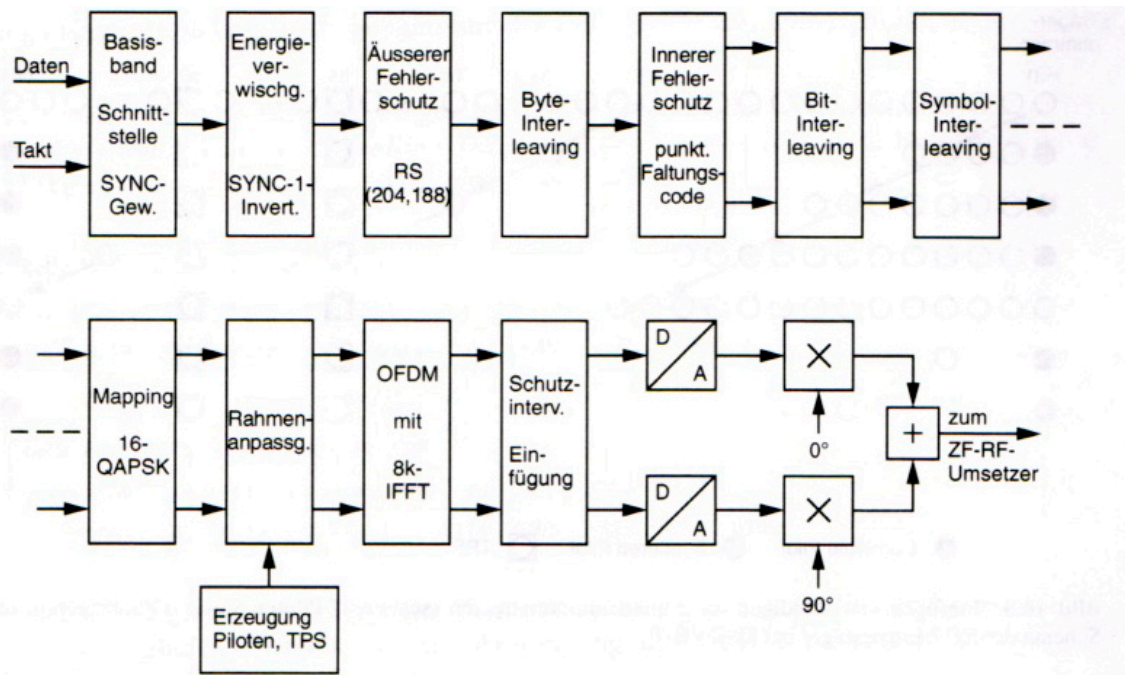 Daten
Takt
Basis-
band
Schnitt-
stelle
SYNC-
Gew.
Energie-
ver-
wischg.
SYNC-1-
Invert.
Äusserer
Fehler-
schutz
RS
(204,188)
Byte-
Inter-
leaving
Innerer
Fehler-
schutz
punkt.
Faltungs-
code
Bit-
Inter-
leaving
Symbol-
Inter-
leaving
Mapping
16-
QAPSK
Rahmen-
anpassg.
OFDM
mit
8k-
IFFT
Schutz-
interv.
Ein-
fügung
D
A
×
0°
+
zum
ZF-RF-
Umsetzer
D
A
×
90°
Erzeugung
Piloten, TPS